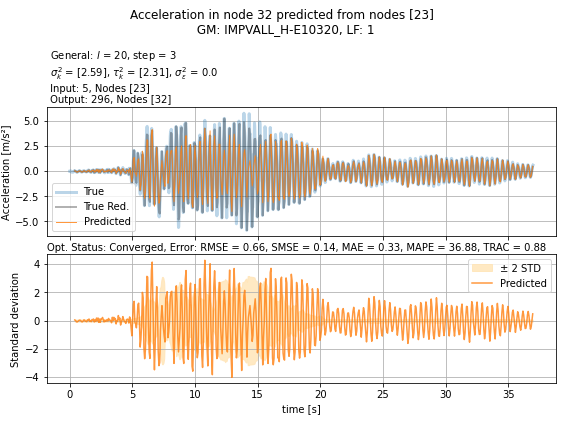 Acceleration in node 32 predicted from nodes [23]
GM: IMPVALL_H-E10320, LF: 1
General: l = 20, step = 3
σ²ₖ = [2.59], τ²ₖ = [2.31], σ²ε = 0.0
Input: 5, Nodes [23]
Output: 296, Nodes [32]
Acceleration [m/s²]
5.0
2.5
0.0
−2.5
−5.0
True
True Red.
Predicted
Opt. Status: Converged, Error: RMSE = 0.66, SMSE = 0.14, MAE = 0.33, MAPE = 36.88, TRAC = 0.88
Standard deviation
4
2
0
−2
−4
± 2 STD
Predicted
0 5 10 15 20 25 30 35
time [s]